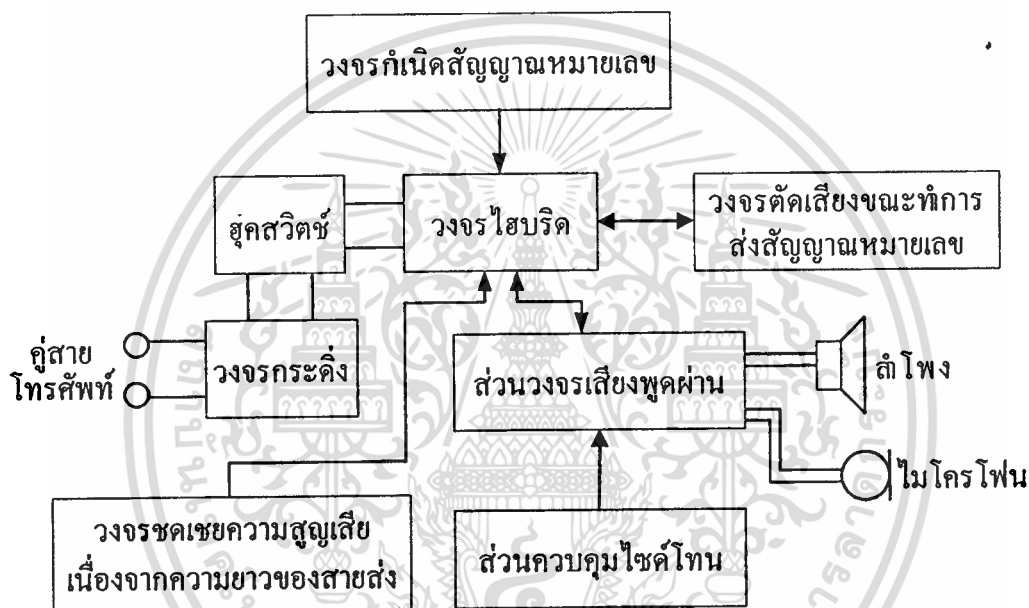 วงจรกำเนิดสัญญาณหมายเลข
ฮุคสวิตช์
วงจรไฮบริด
วงจรตัดเสียงขณะทำการ
ส่งสัญญาณหมายเลข
คู่สาย
โทรศัพท์
วงจรกระดิ่ง
ส่วนวงจรเสียงพูดผ่าน
ลำโพง
ไมโครโฟน
วงจรชดเชยความสูญเสีย
เนื่องจากความยาวของสายส่ง
ส่วนควบคุมไซด์โทน